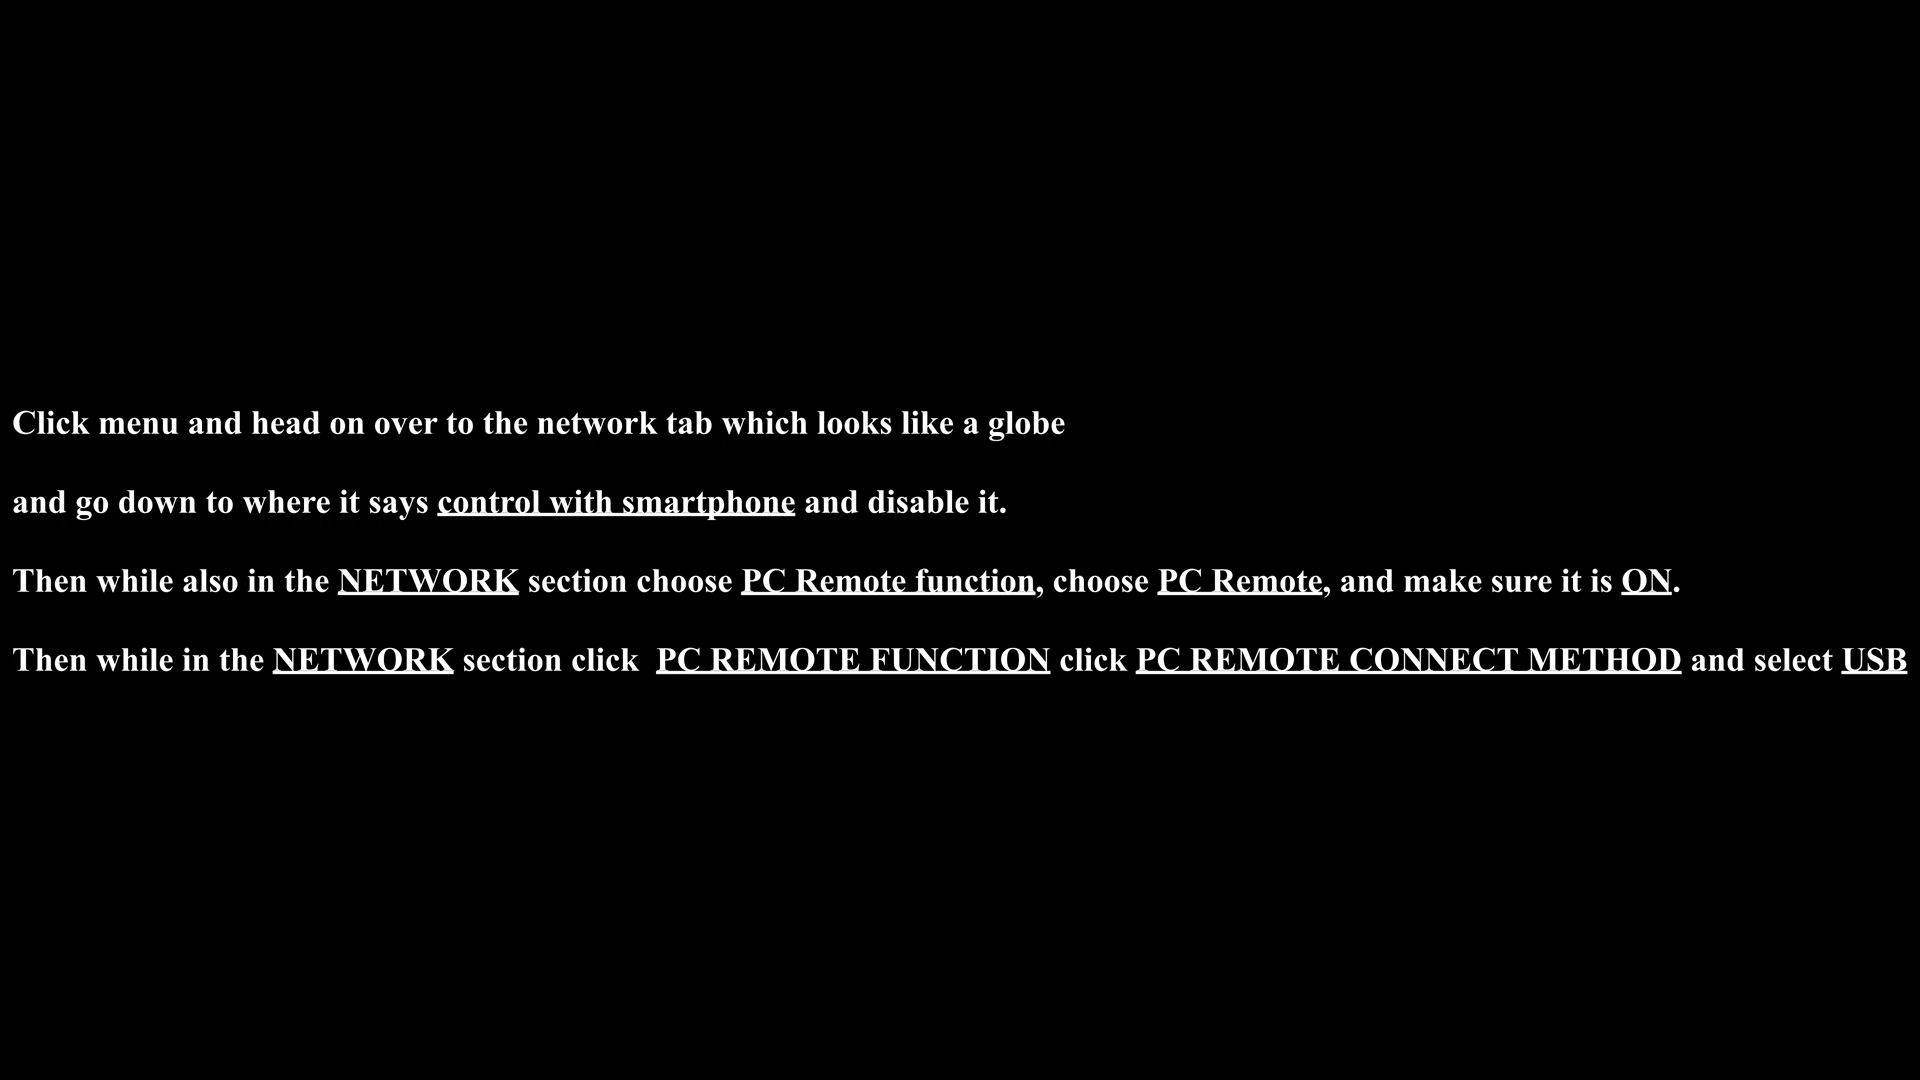 Click menu and head on over to the network tab which looks like a globe
and go down to where it says control with smartphone and disable it.
Then while also in the NETWORK section choose PC Remote function, choose PC Remote, and make sure it is ON.
Then while in the NETWORK section click  PC REMOTE FUNCTION click PC REMOTE CONNECT METHOD and select USB